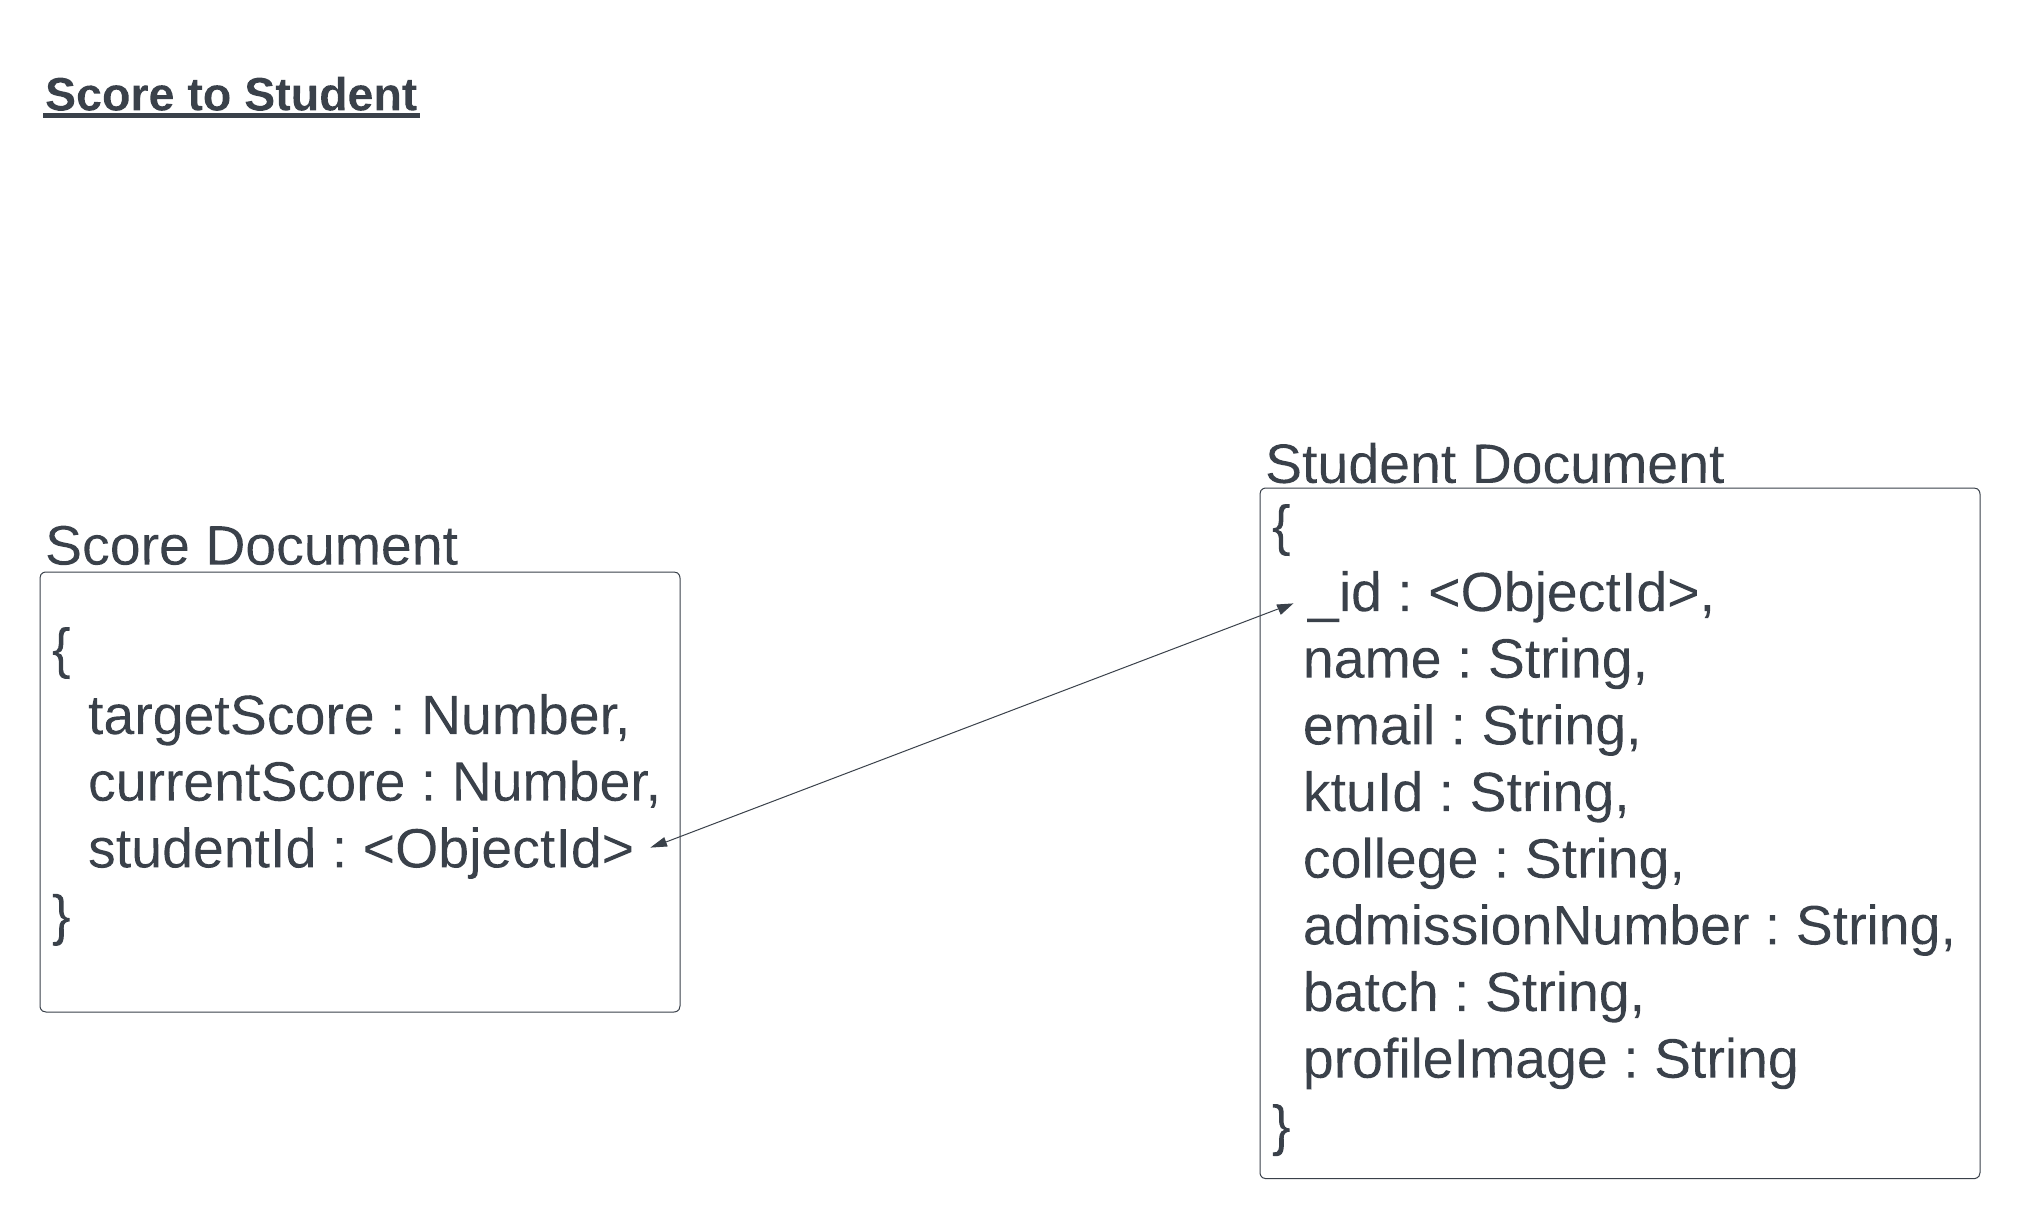 Score to Student
Score Document
{
targetScore : Number,
currentScore : Number,
studentId : <ObjectId>
}
Student Document
{
_id : <ObjectId>,
name : String,
email : String,
ktuId : String,
college : String,
admissionNumber : String,
batch : String,
profileImage : String
}